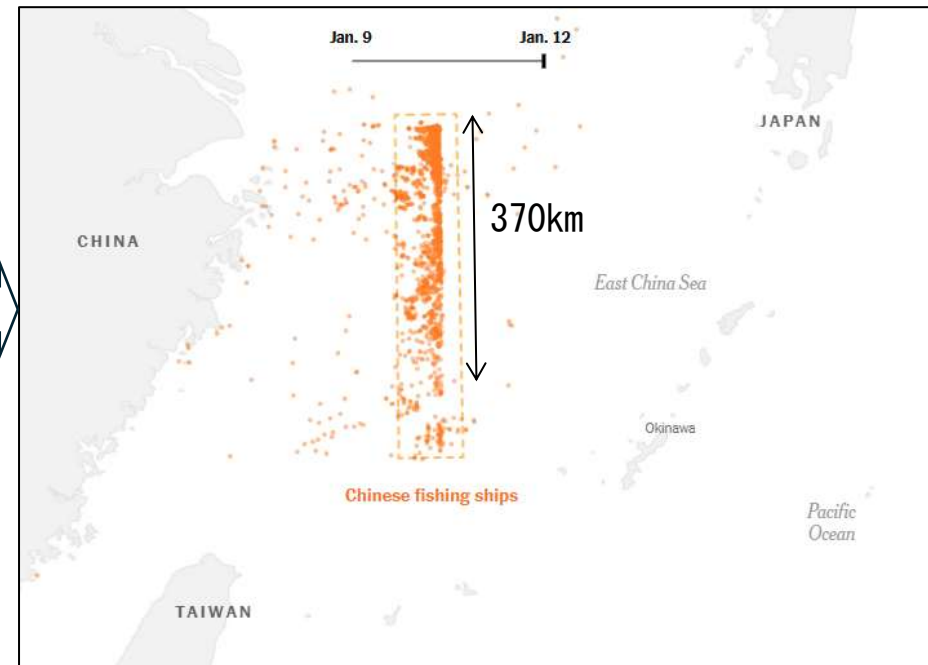 Jan. 9
Jan. 12
JAPAN
370km
CHINA
East China Sea
Okinawa
Chinese fishing ships
Pacific
Ocean
TAIWAN